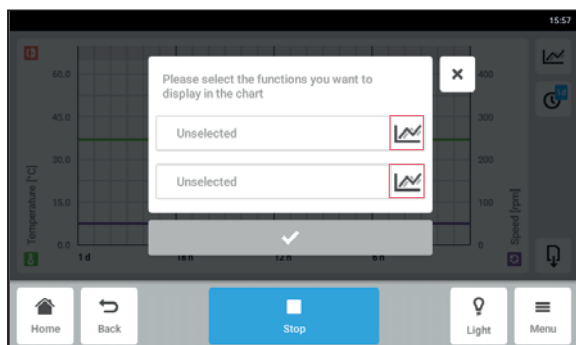 15:57
Please select the functions you want to
display in the chart
Unselected
Unselected
60.0
45.0
30.0
15.0
0.0
Temperature [°C]
400
300
200
100
0
Speed [rpm]
1d
1 d
18 h
12 h
6 h
Home
Back
Stop
Light
Menu